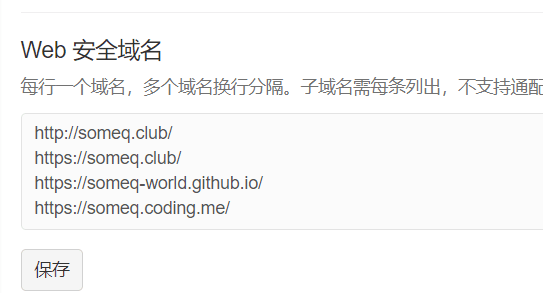 Web 安全域名
每行一个域名，多个域名换行分隔。子域名需每条列出，不支持通配
http://someq.club/
https://someq.club/
https://someq-world.github.io/
https://someq.coding.me/
保存